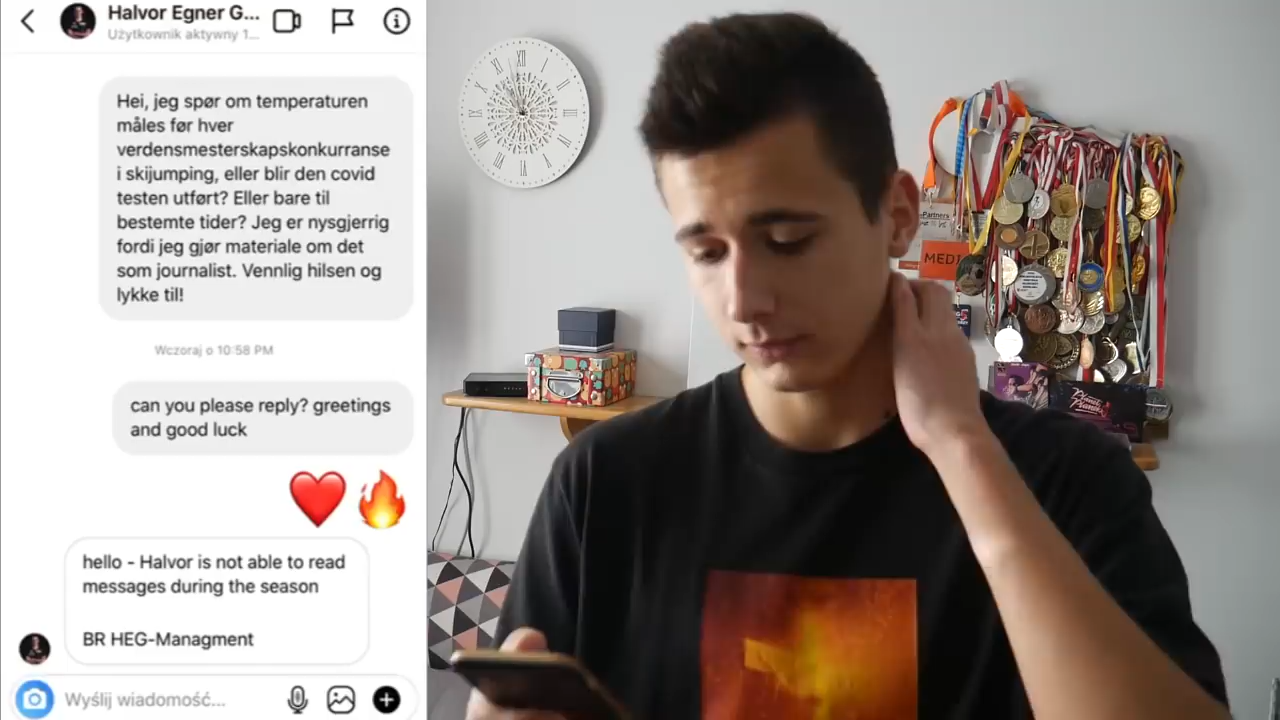 Halvor Egner G...
Użytkownik aktywny 1...
Hei, jeg spør om temperaturen
måles før hver
verdensmesterskapskonkurranse
i skijumping, eller blir den covid
testen utført? Eller bare til
bestemte tider? Jeg er nysgjerrig
fordi jeg gjør materiale om det
som journalist. Vennlig hilsen og
lykke til!
Wczoraj o 10:58 PM
can you please reply? greetings
and good luck
hello - Halvor is not able to read
messages during the season
BR HEG-Managment
Wyślij wiadomość...
Partners
MEDI